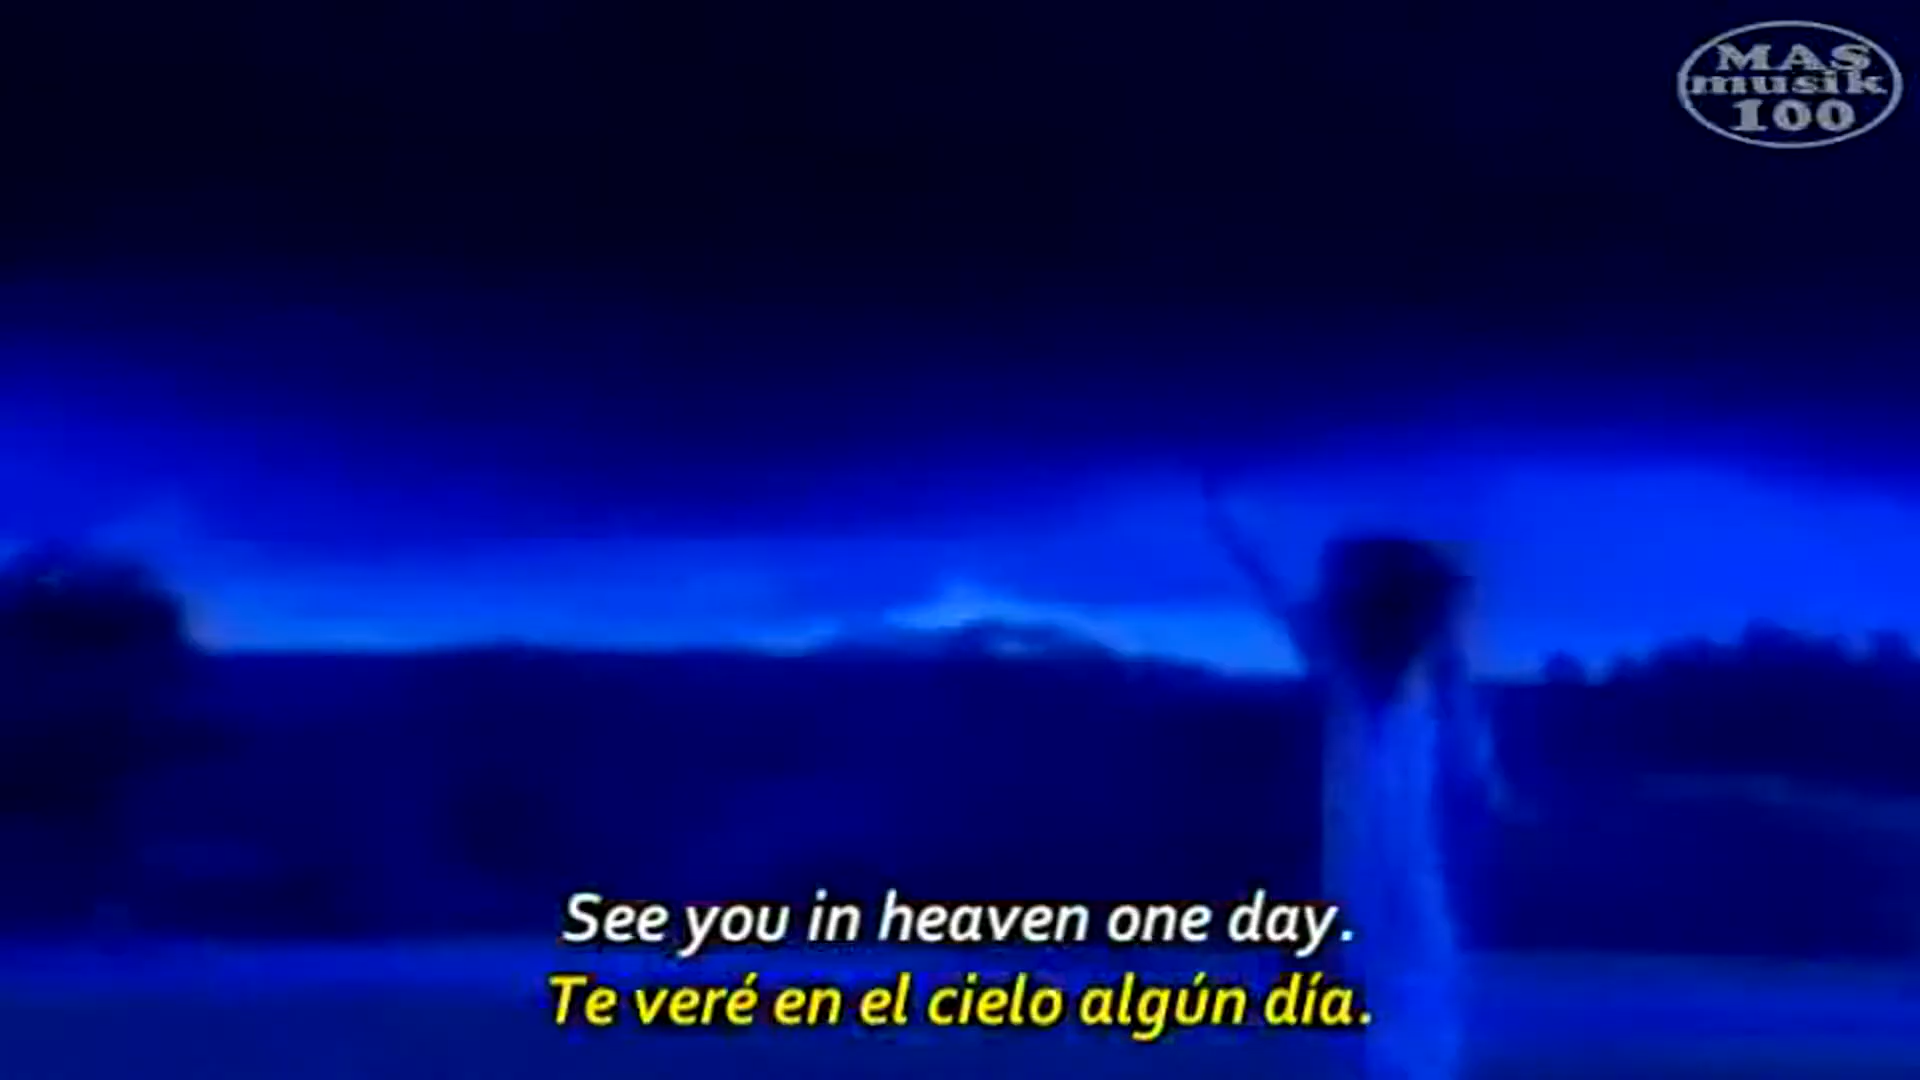 MAS
musik
100
See you in heaven one day.
Te veré en el cielo algún día.